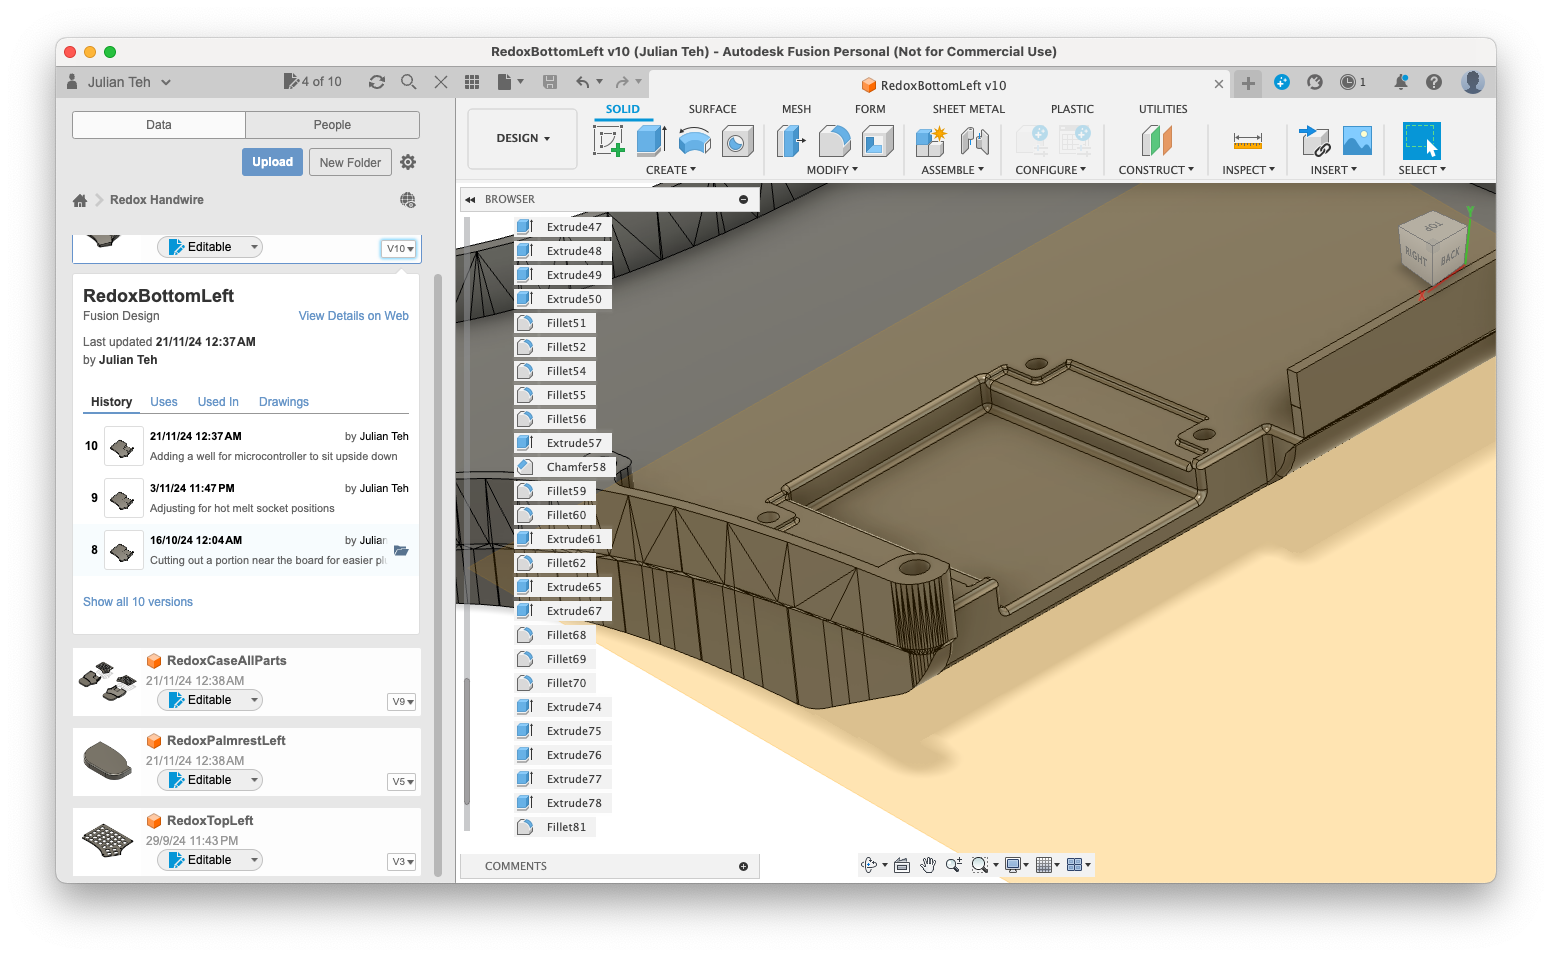 RedoxBottomLeft v10 (Julian Teh) - Autodesk Fusion Personal (Not for Commercial Use)
Julian Teh
4 of 10
RedoxBottomLeft v10
1
Data
People
Upload
New Folder
Redox Handwire
Editable
V10
RedoxBottomLeft
Fusion Design
View Details on Web
Last updated 21/11/24 12:37 AM
by Julian Teh
History
Uses
Used In
Drawings
10
21/11/24 12:37 AM
by Julian Teh
Adding a well for microcontroller to sit upside down
9
3/11/24 11:47 PM
by Julian Teh
Adjusting for hot melt socket positions
8
16/10/24 12:04 AM
by Julian
Cutting out a portion near the board for easier
Show all 10 versions
RedoxCaseAllParts
21/11/24 12:38 AM
Editable
V9
RedoxPalmrestLeft
21/11/24 12:38 AM
Editable
V5
RedoxTopLeft
29/9/24 11:43 PM
Editable
V3
DESIGN
SOLID
SURFACE
MESH
FORM
SHEET METAL
PLASTIC
UTILITIES
CREATE
MODIFY
ASSEMBLE
CONFIGURE
CONSTRUCT
INSPECT
INSERT
SELECT
BROWSER
Extrude47
Extrude48
Extrude49
Extrude50
Fillet51
Fillet52
Fillet54
Fillet55
Fillet56
Extrude57
Chamfer58
Fillet59
Fillet60
Extrude61
Fillet62
Extrude65
Extrude67
Fillet68
Fillet69
Fillet70
Extrude74
Extrude75
Extrude76
Extrude77
Extrude78
Fillet81
COMMENTS
TOP
RIGHT
BACK
Y
X